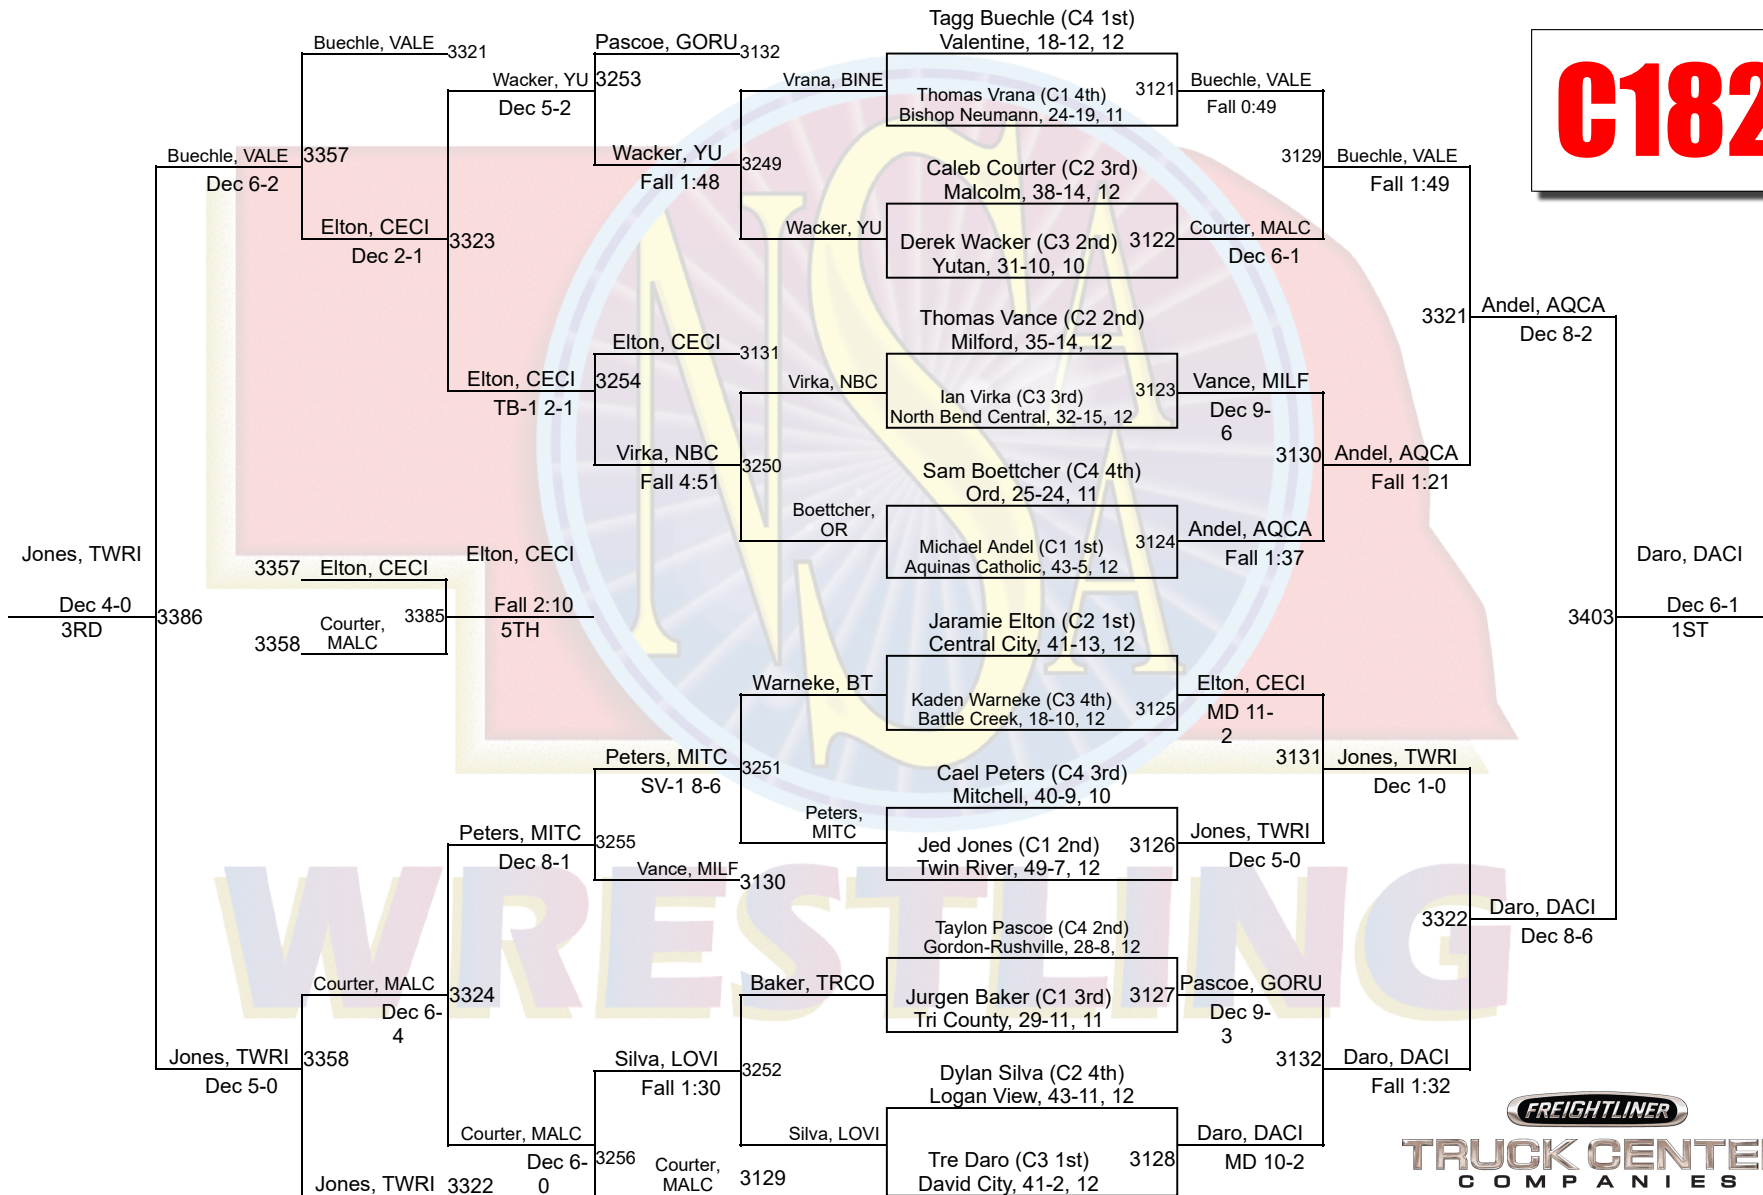 Tagg Buechle (C4 1st)
Valentine, 18-12, 12
C182
Buechle, VALE
3321
Pascoe, GORU
3132
Wacker, YU
3253
Dec 5-2
Vrana, BINE
Thomas Vrana (C1 4th)
Bishop Neumann, 24-19, 11
3121
Buechle, VALE
Fall 0:49
Buechle, VALE
3357
Dec 6-2
Wacker, YU
Fall 1:48
3249
Caleb Courter (C2 3rd)
Malcolm, 38-14, 12
3129
Buechle, VALE
Fall 1:49
Elton, CECI
Dec 2-1
3323
Wacker, YU
Derek Wacker (C3 2nd)
Yutan, 31-10, 10
3122
Courter, MALC
Dec 6-1
Thomas Vance (C2 2nd)
Milford, 35-14, 12
3321
Andel, AQCA
Dec 8-2
Elton, CECI
3131
Elton, CECI
3254
TB-1 2-1
Virka, NBC
Ian Virka (C3 3rd)
North Bend Central, 32-15, 12
3123
Vance, MILF
Dec 9-
6
Virka, NBC
Fall 4:51
3250
Sam Boettcher (C4 4th)
Ord, 25-24, 11
3130
Andel, AQCA
Fall 1:21
Boettcher,
OR
Michael Andel (C1 1st)
Aquinas Catholic, 43-5, 12
3124
Andel, AQCA
Fall 1:37
Jones, TWRI
Dec 4-0
3RD
3386
3357
Elton, CECI
3358
Courter,
MALC
3385
Elton, CECI
Fall 2:10
5TH
Daro, DACI
3403
Dec 6-1
1ST
Jaramie Elton (C2 1st)
Central City, 41-13, 12
Warneke, BT
Kaden Warneke (C3 4th)
Battle Creek, 18-10, 12
3125
Elton, CECI
MD 11-
2
Peters, MITC
SV-1 8-6
3251
Cael Peters (C4 3rd)
Mitchell, 40-9, 10
3131
Jones, TWRI
Dec 1-0
Peters, MITC
Dec 8-1
3255
Peters,
MITC
Jed Jones (C1 2nd)
Twin River, 49-7, 12
3126
Jones, TWRI
Dec 5-0
Vance, MILF
3130
NSAA
WRESTLING
Taylon Pascoe (C4 2nd)
Gordon-Rushville, 28-8, 12
3322
Daro, DACI
Dec 8-6
Courter, MALC
3324
Dec 6-
4
Baker, TRCO
Jurgen Baker (C1 3rd)
Tri County, 29-11, 11
3127
Pascoe, GORU
Dec 9-
3
Jones, TWRI
3358
Dec 5-0
Silva, LOVI
Fall 1:30
3252
Dylan Silva (C2 4th)
Logan View, 43-11, 12
3132
Daro, DACI
Fall 1:32
Courter, MALC
Dec 6-
0
3256
Silva, LOVI
Tre Daro (C3 1st)
David City, 41-2, 12
3128
Daro, DACI
MD 10-2
Jones, TWRI
3322
Courter,
MALC
3129
FREIGHTLINER
TRUCK CENTE
COMPANIES